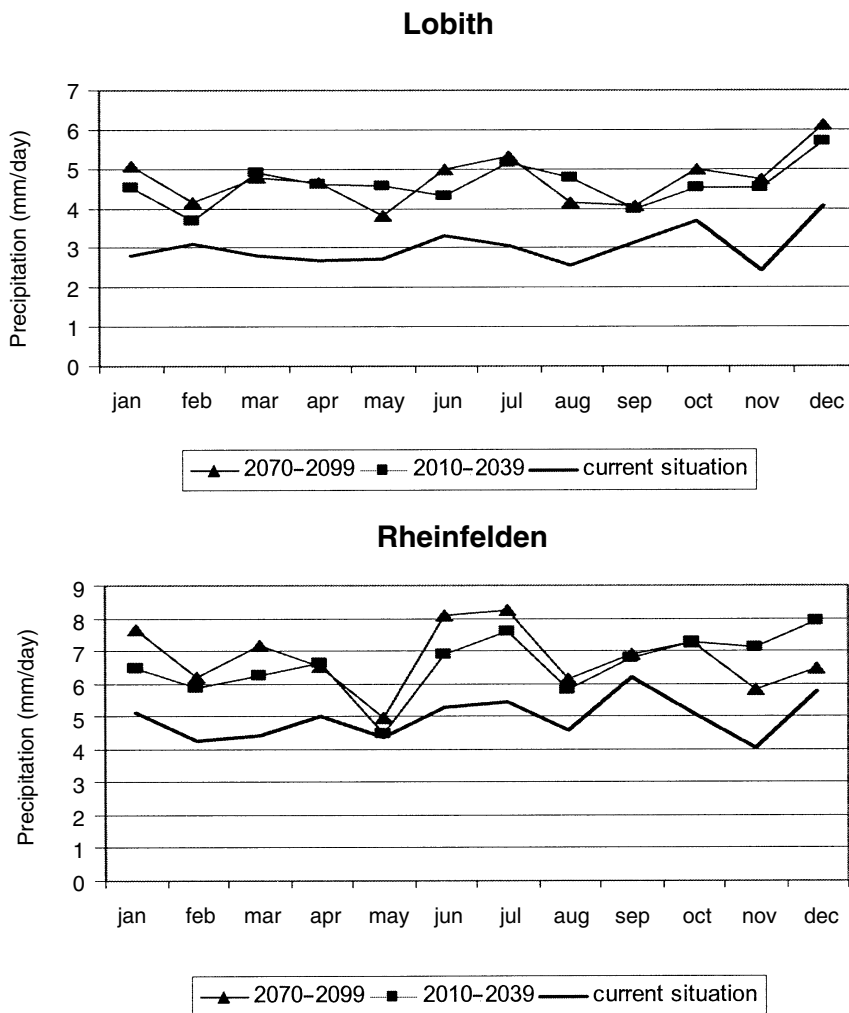 Lobith
Precipitation (mm/day)
7
6
5
4
3
2
1
0
jan feb mar apr may jun jul aug sep oct nov dec
2070–2099 2010–2039 current situation
Rheinfelden
Precipitation (mm/day)
9
8
7
6
5
4
3
2
1
0
jan feb mar apr may jun jul aug sep oct nov dec
2070–2099 2010–2039 current situation